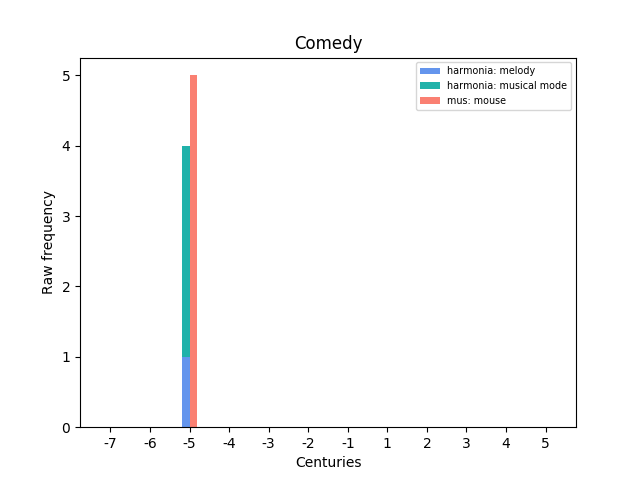 Comedy
harmonia: melody
harmonia: musical mode
mus: mouse
Raw frequency
5
4
3
2
1
0
-7 -6 -5 -4 -3 -2 -1 1 2 3 4 5
Centuries